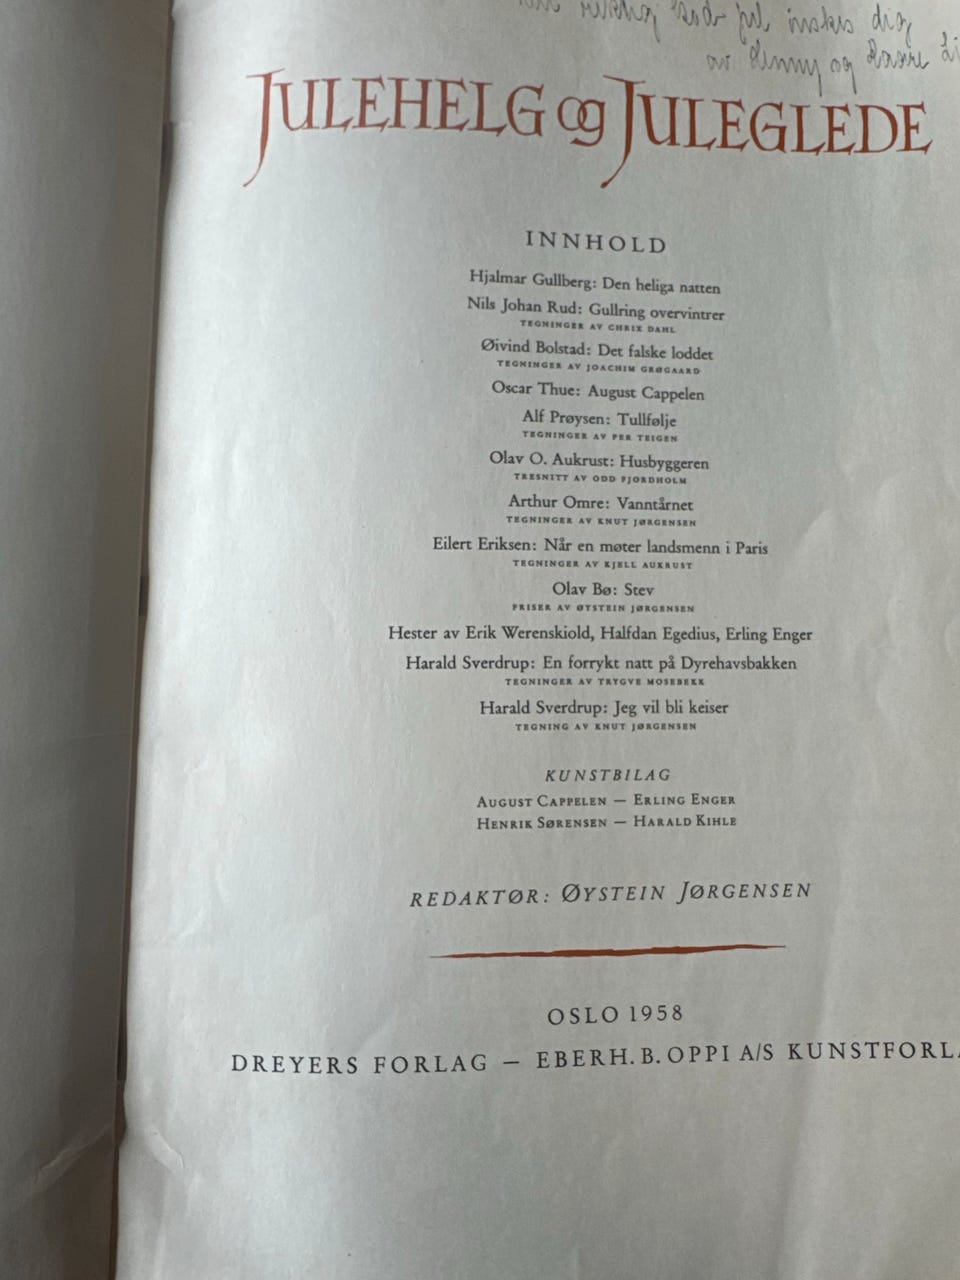 god jul ønskes dig
av Jenny og Kaare
JULEHELG og JULEGLEDE
INNHOLD
Hjalmar Gullberg: Den heliga natten
Nils Johan Rud: Gullring overvintrer
TEGNINGER AV CHRIX DAHL
Øivind Bolstad: Det falske loddet
TEGNINGER AV JOACHIM GRØGAARD
Oscar Thue: August Cappelen
Alf Prøysen: Tullfølje
TEGNINGER AV PER TEIGEN
Olav O. Aukrust: Husbyggeren
TRESNITT AV ODD FJORDHOLM
Arthur Omre: Vanntårnet
TEGNINGER AV KNUT JØRGENSEN
Eilert Eriksen: Når en møter landsmenn i Paris
TEGNINGER AV KJELL AUKRUST
Olav Bø: Stev
FRISER AV ØYSTEIN JØRGENSEN
Hester av Erik Werenskiold, Halfdan Egedius, Erling Enger
Harald Sverdrup: En forrykt natt på Dyrehavsbakken
TEGNINGER AV TRYGVE MOSEBEKK
Harald Sverdrup: Jeg vil bli keiser
TEGNING AV KNUT JØRGENSEN
KUNSTBILAG
AUGUST CAPPELEN — ERLING ENGER
HENRIK SØRENSEN — HARALD KIHLE
REDAKTØR: ØYSTEIN JØRGENSEN
OSLO 1958
DREYERS FORLAG — EBERH. B. OPPI A/S KUNSTFORLA